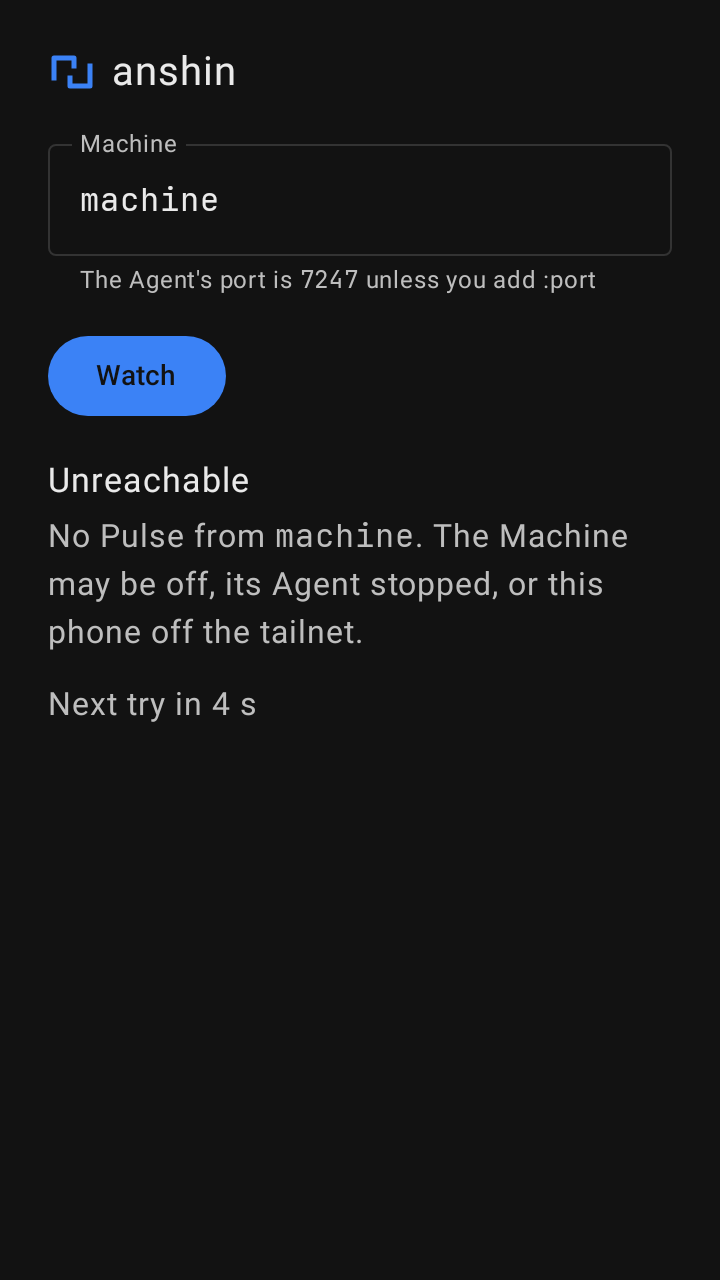 anshin
Machine
machine
The Agent's port is 7247 unless you add :port
Watch
Unreachable
No Pulse from machine. The Machine
may be off, its Agent stopped, or this
phone off the tailnet.
Next try in 4 s